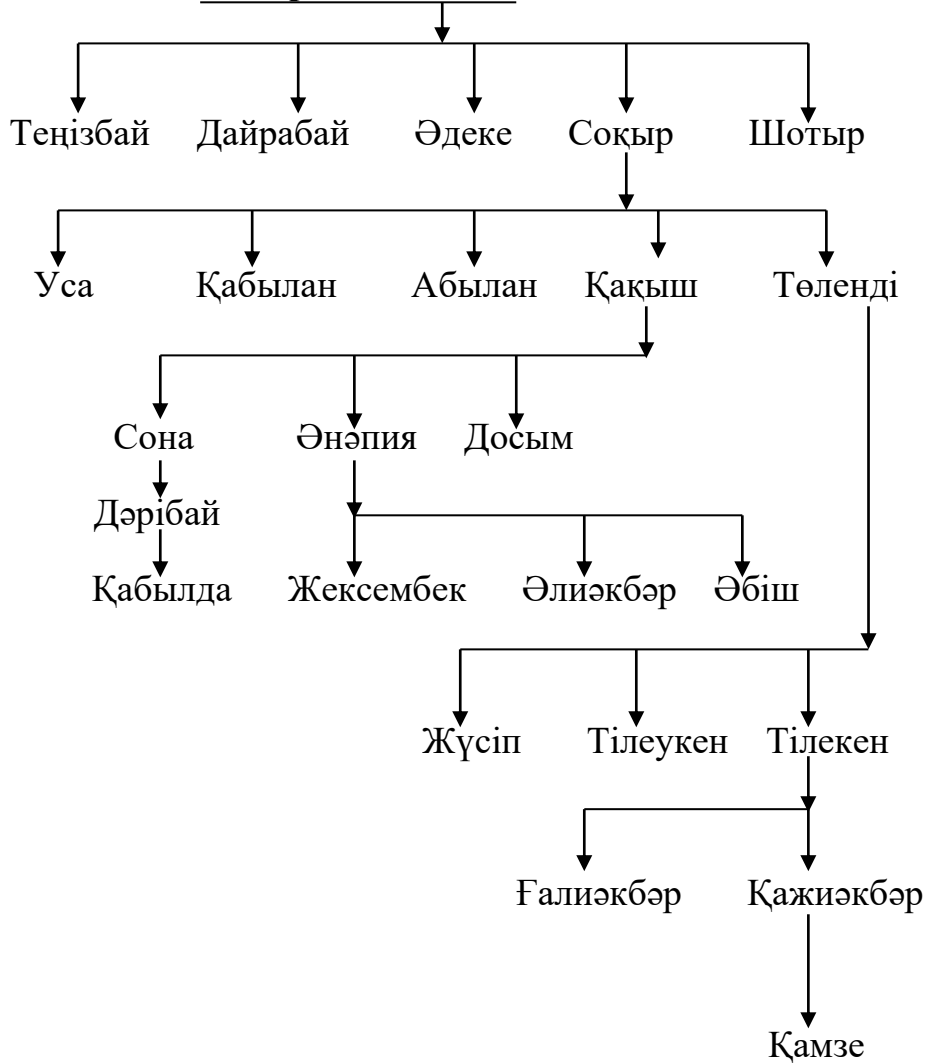 Теңізбай Дайрабай Әдеке Соқыр Шотыр
Уса Қабылан Абылан Қақыш Төленді
Сона Әнәпия Досым
Дәрібай
Қабылда Жексембек Әлиәкбәр Әбіш
Жүсіп Тілеукен Тілекен
Ғалиәкбәр Қажиәкбәр
Қамзе